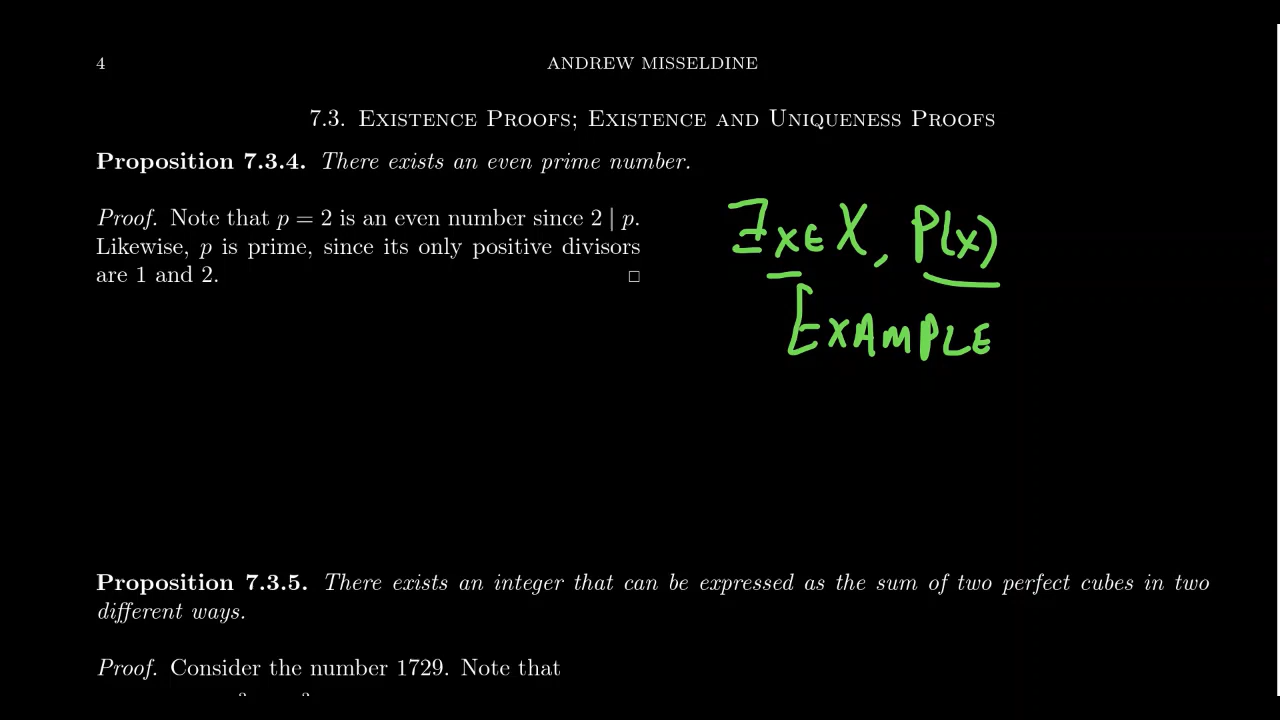 4
ANDREW MISSELDINE
7.3. Existence Proofs; Existence and Uniqueness Proofs
Proposition 7.3.4. There exists an even prime number.
Proof. Note that p = 2 is an even number since 2 | p.
Likewise, p is prime, since its only positive divisors
are 1 and 2. □
∃x∈X, P(x)
EXAMPLE
Proposition 7.3.5. There exists an integer that can be expressed as the sum of two perfect cubes in two
different ways.
Proof. Consider the number 1729. Note that